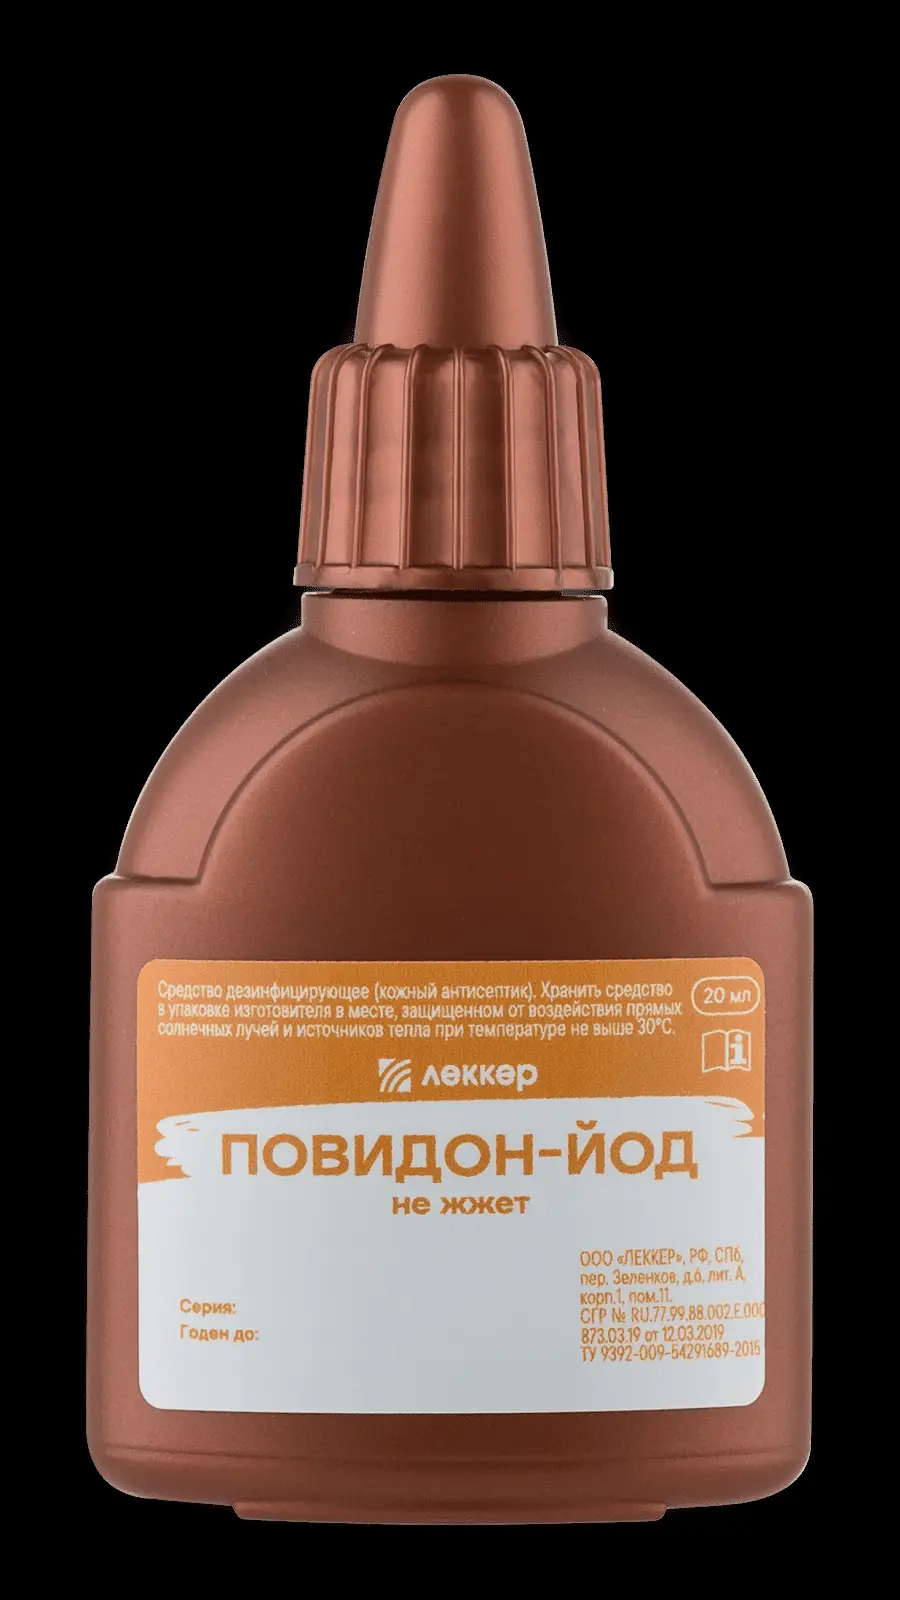 Средство дезинфицирующее (кожный антисептик). Хранить средство
в упаковке изготовителя в месте, защищенном от воздействия прямых
солнечных лучей и источников тепла при температуре не выше 30°С.
20 мл
i
лəккəр
ПОВИДОН-ЙОД
не жжет
Серия:
Годен до:
ООО «ЛЕККЕР», РФ, СПб,
пер. Зеленков, д.6, лит. А,
корп.1, пом.11.
СГР № RU.77.99.88.002.Е.000
873.03.19 от 12.03.2019
ТУ 9392-009-54291689-2015